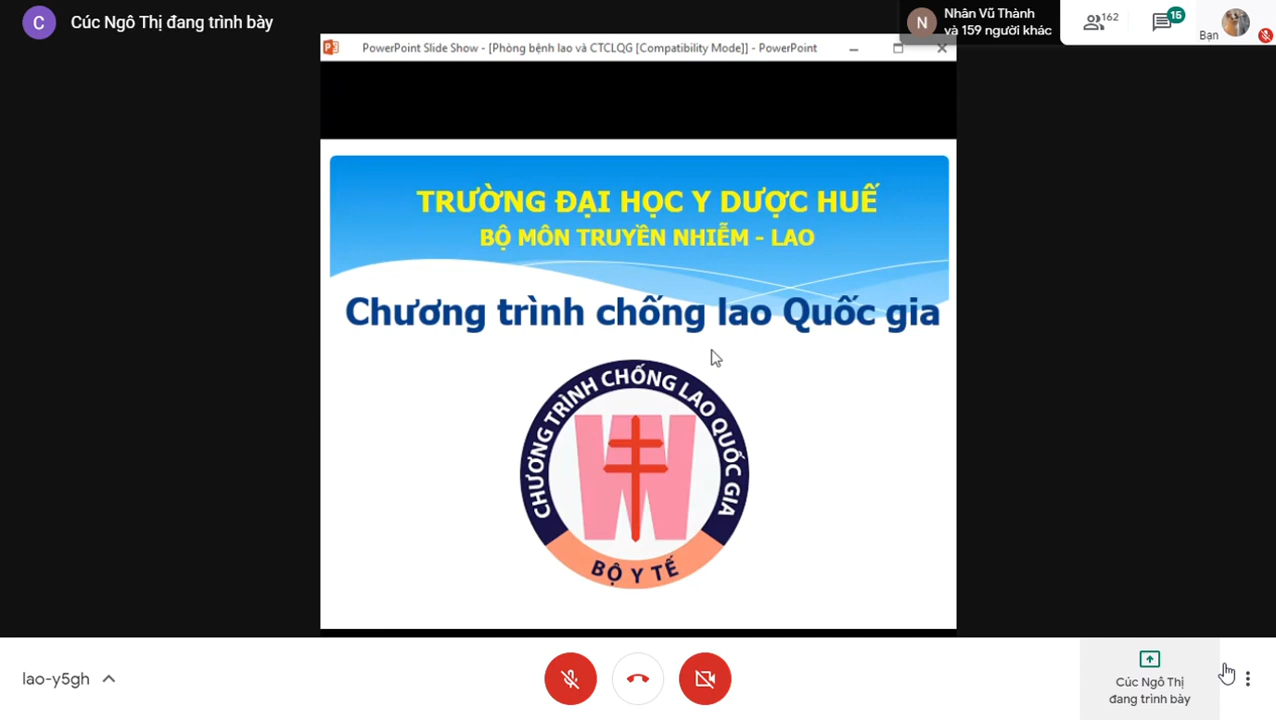 C
Cúc Ngô Thị đang trình bày
N
Nhân Vũ Thành
và 159 người khác
162
15
Bạn
PowerPoint Slide Show - [Phòng bệnh lao và CTCLQG [Compatibility Mode]] - PowerPoint
TRƯỜNG ĐẠI HỌC Y DƯỢC HUẾ
BỘ MÔN TRUYỀN NHIỄM - LAO
Chương trình chống lao Quốc gia
CHƯƠNG TRÌNH CHỐNG LAO QUỐC GIA
BỘ Y TẾ
lao-y5gh
Cúc Ngô Thị
đang trình bày